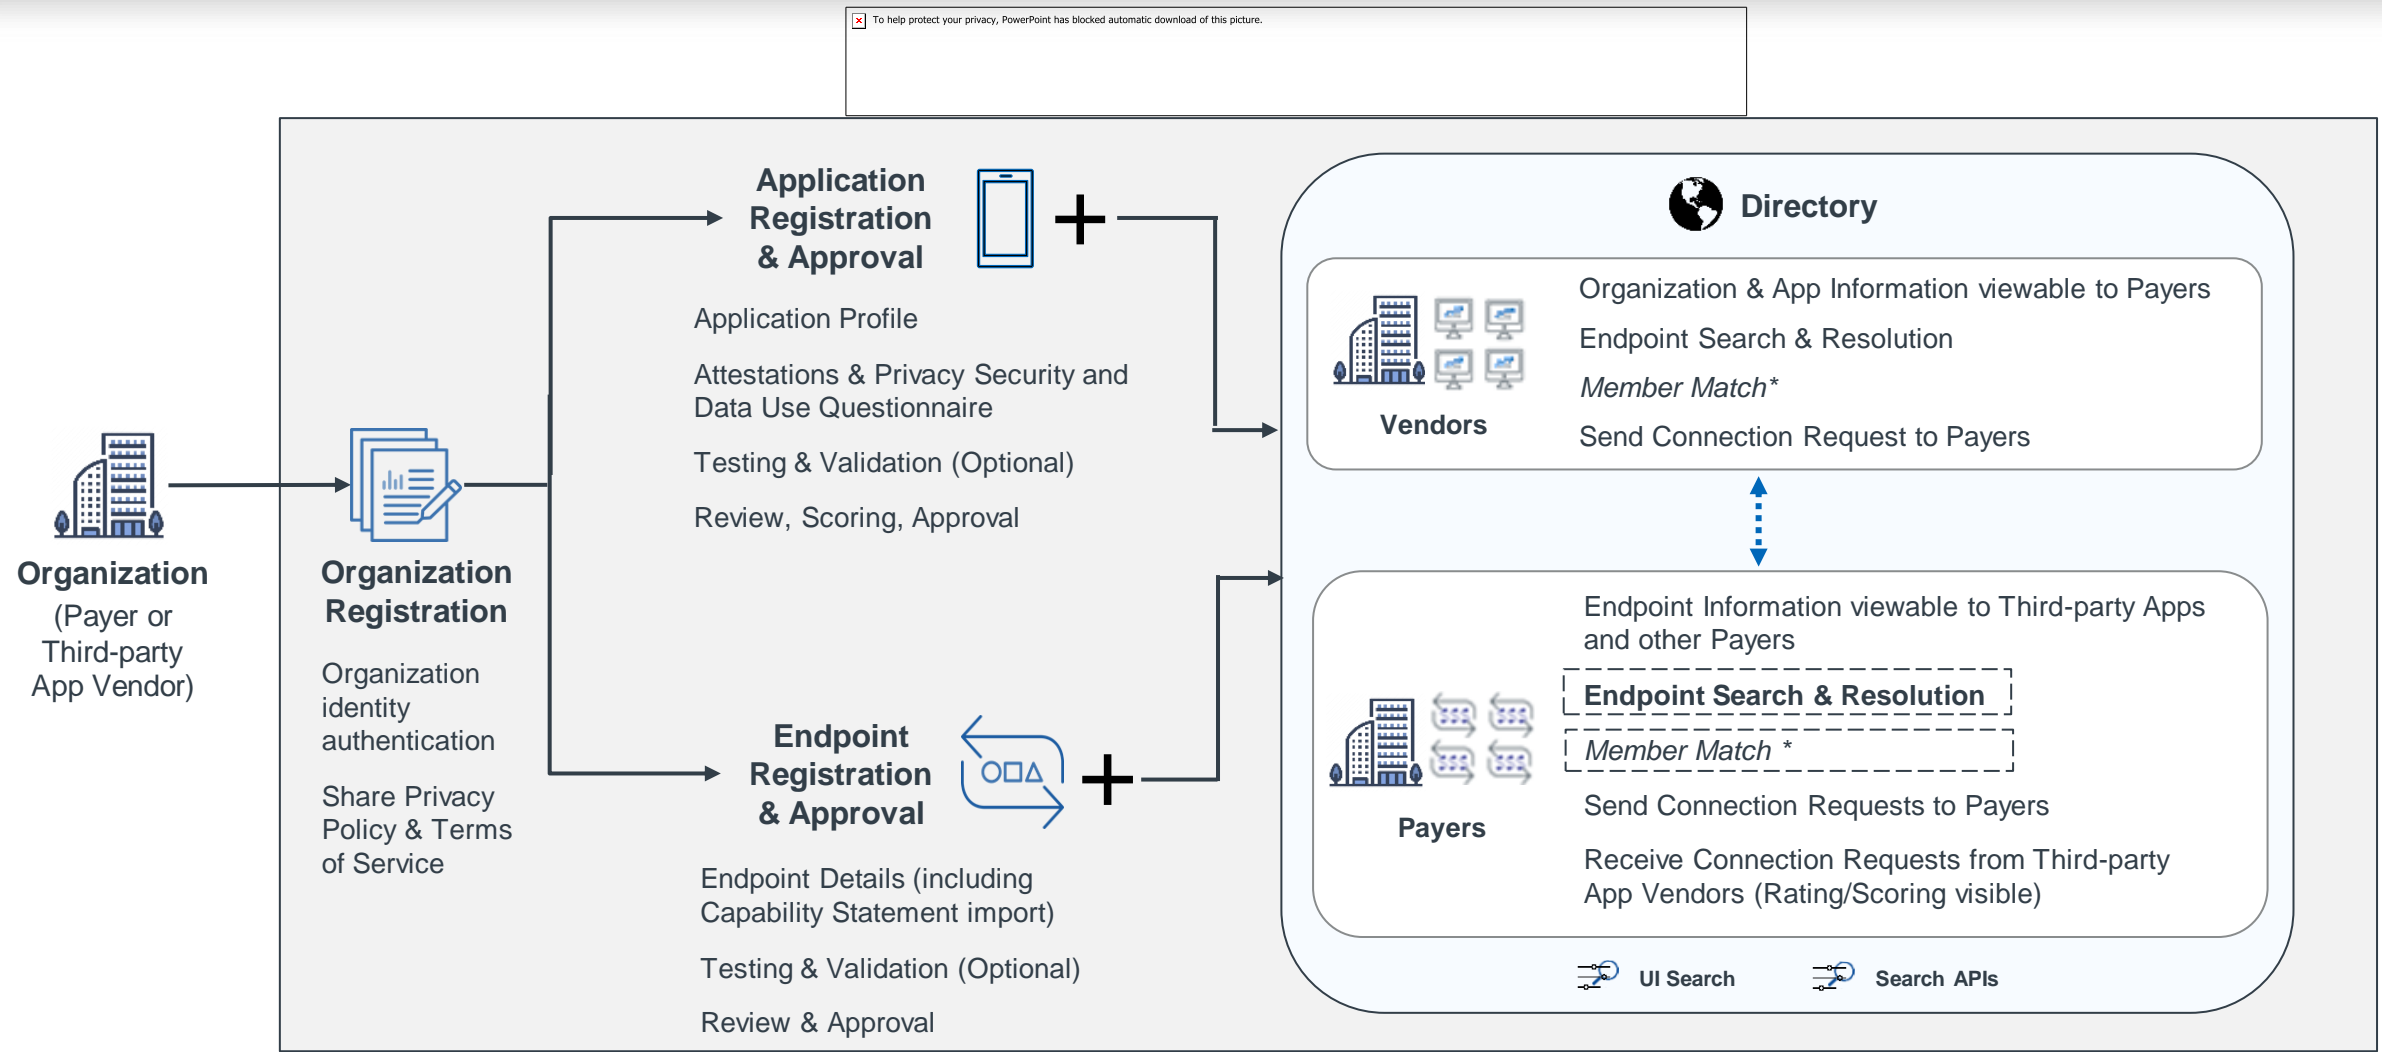 To help protect your privacy, PowerPoint has blocked automatic download of this picture.
Organization
(Payer or
Third-party
App Vendor)
Organization
Registration
Organization
identity
authentication
Share Privacy
Policy & Terms
of Service
Application
Registration
& Approval
Application Profile
Attestations & Privacy Security and
Data Use Questionnaire
Testing & Validation (Optional)
Review, Scoring, Approval
Endpoint
Registration
& Approval
Endpoint Details (including
Capability Statement import)
Testing & Validation (Optional)
Review & Approval
Directory
Vendors
Organization & App Information viewable to Payers
Endpoint Search & Resolution
Member Match*
Send Connection Request to Payers
Payers
Endpoint Information viewable to Third-party Apps
and other Payers
Endpoint Search & Resolution
Member Match *
Send Connection Requests to Payers
Receive Connection Requests from Third-party
App Vendors (Rating/Scoring visible)
UI Search
Search APIs